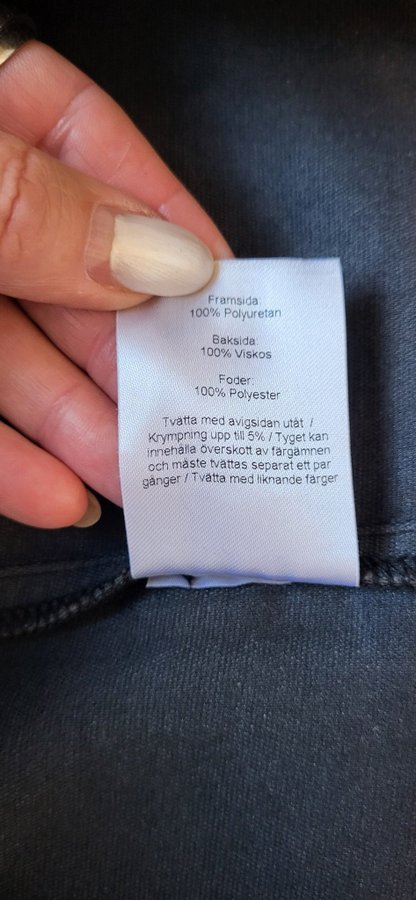 Framsida:
100% Polyuretan
Baksida:
100% Viskos
Foder:
100% Polyester
Tvätta med avigsidan utåt /
Krympning upp till 5% / Tyget kan
innehålla överskott av färgämnen
och måste tvättas separat ett par
gånger / Tvätta med liknande färger